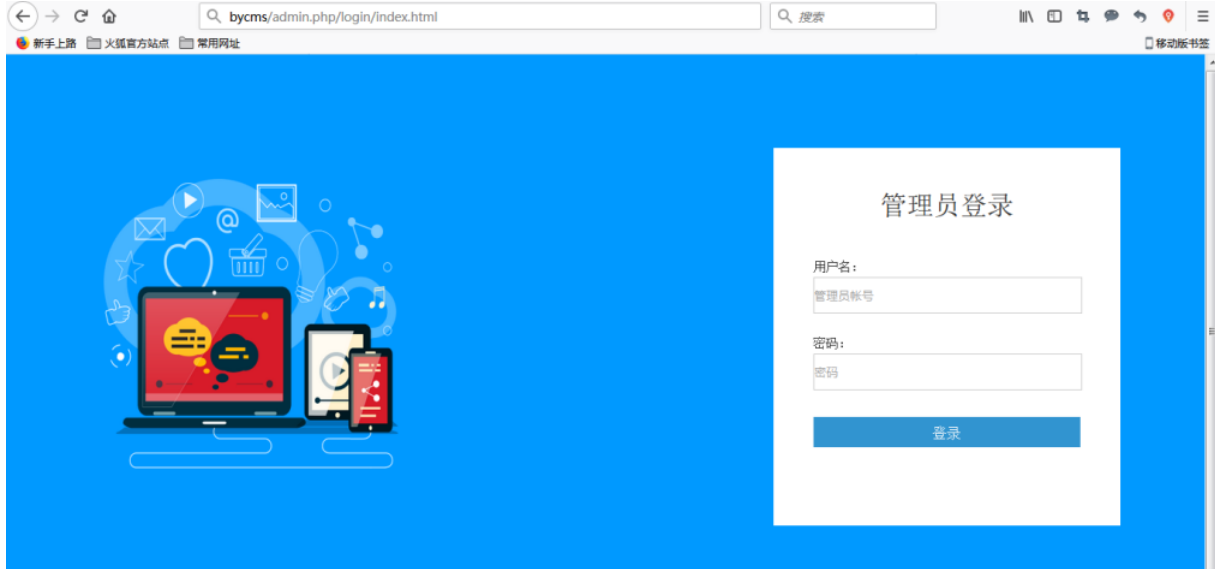 bycms/admin.php/login/index.html
搜索
新手上路 火狐官方站点 常用网址
移动版书签
管理员登录
用户名：
管理员帐号
密码：
密码
登录